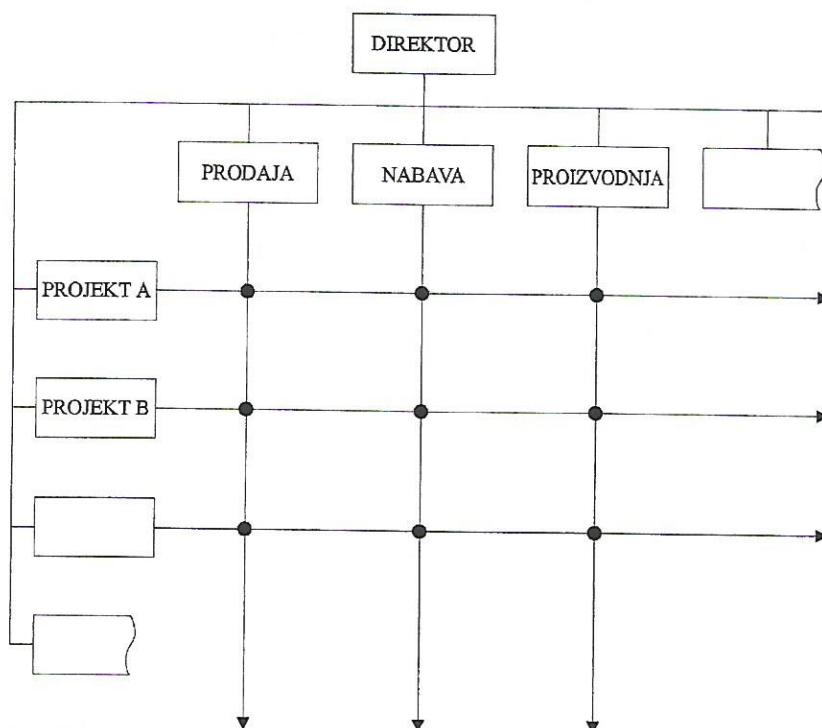 DIREKTOR
PRODAJA
NABAVA
PROIZVODNJA
PROJEKT A
PROJEKT B